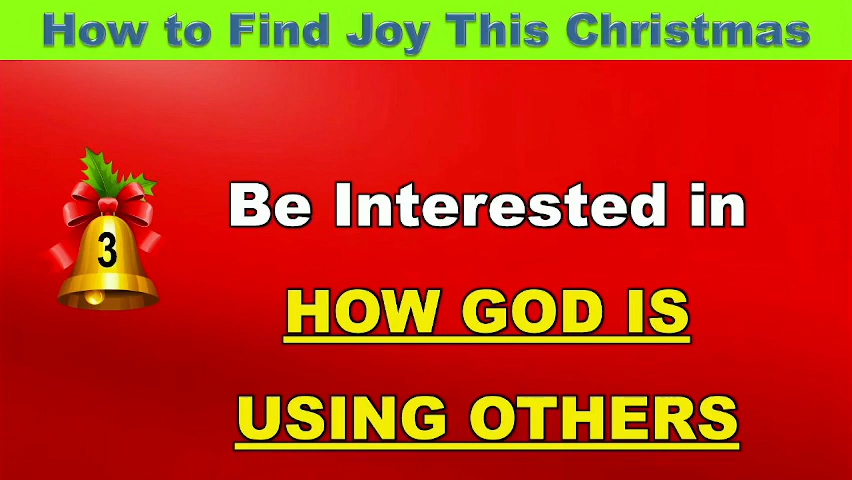 How to Find Joy This Christmas
3
Be Interested in
HOW GOD IS
USING OTHERS